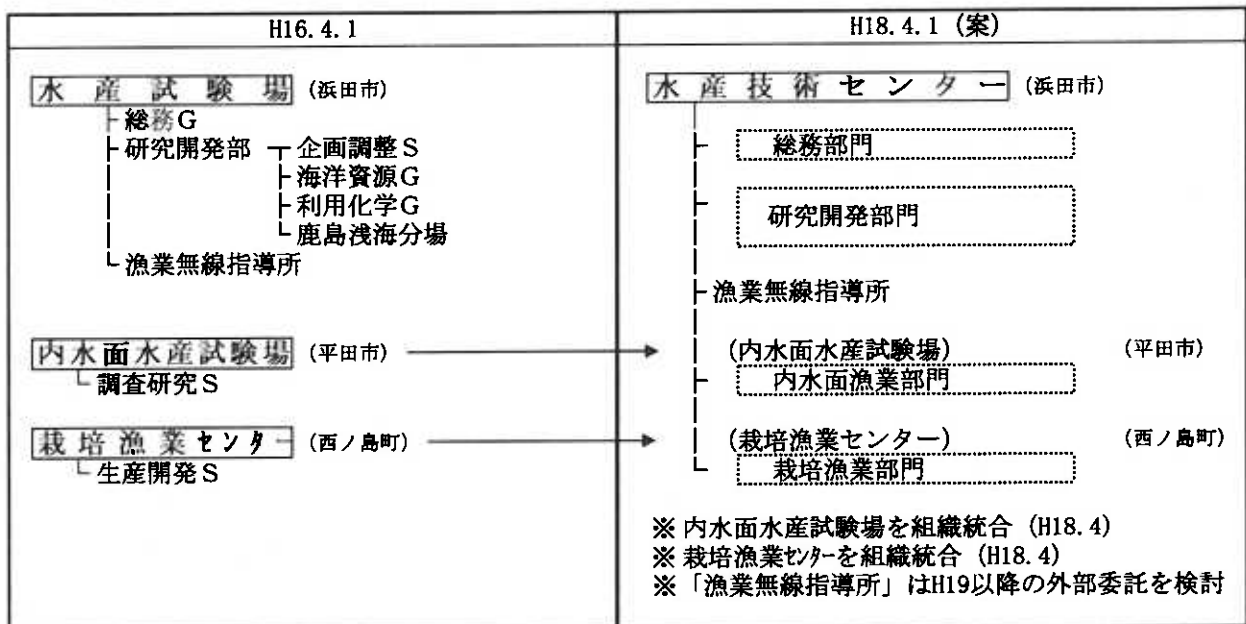 H16.4.1
水産試験場 (浜田市)
総務G
研究開発部 企画調整S
海洋資源G
利用化学G
鹿島浅海分場
漁業無線指導所
内水面水産試験場 (平田市)
調査研究S
栽培漁業センター (西ノ島町)
生産開発S
H18.4.1 (案)
水産技術センター (浜田市)
総務部門
研究開発部門
漁業無線指導所
(内水面水産試験場) (平田市)
内水面漁業部門
(栽培漁業センター) (西ノ島町)
栽培漁業部門
※ 内水面水産試験場を組織統合 (H18.4)
※ 栽培漁業ｾﾝﾀｰを組織統合 (H18.4)
※「漁業無線指導所」はH19以降の外部委託を検討